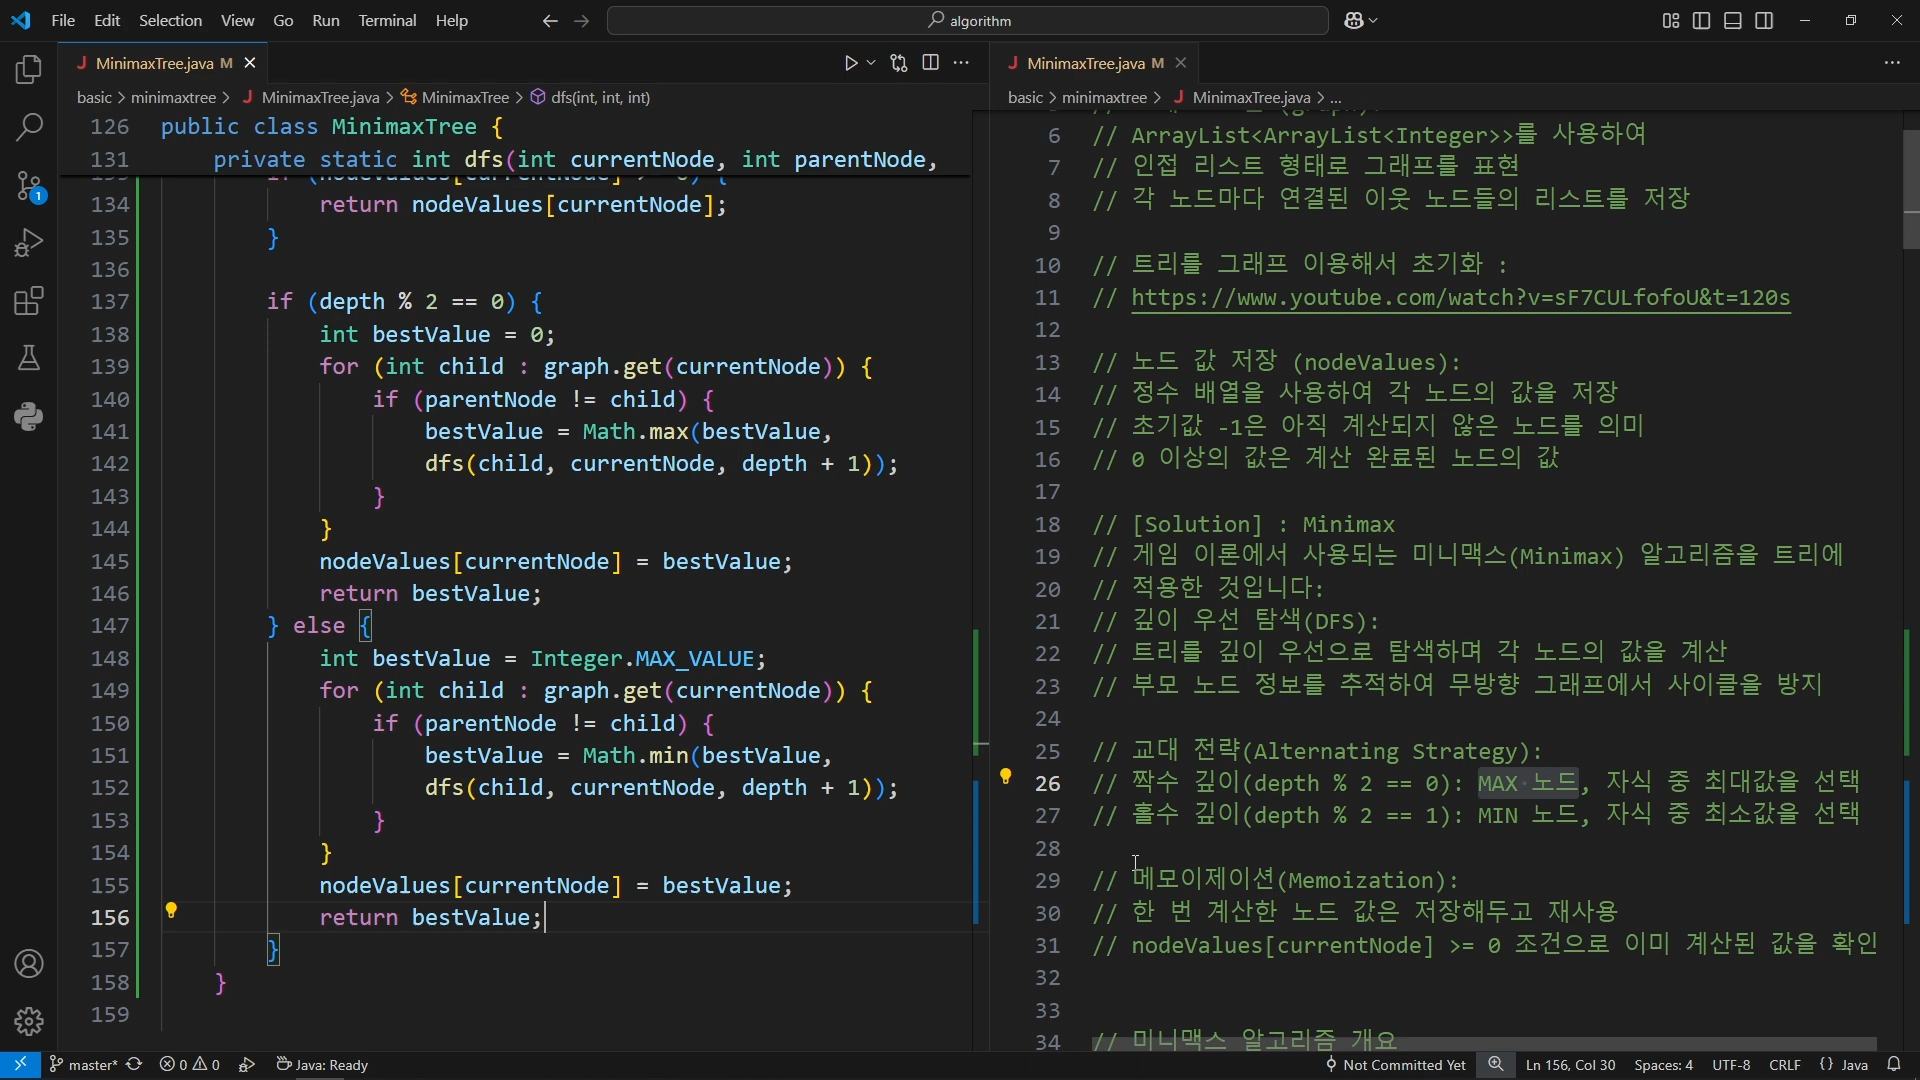 File Edit Selection View Go Run Terminal Help
algorithm
MinimaxTree.java M
basic > minimaxtree > J MinimaxTree.java > MinimaxTree > dfs(int, int, int)
126 public class MinimaxTree {
131 private static int dfs(int currentNode, int parentNode,
134 return nodeValues[currentNode];
135 }
136
137 if (depth % 2 == 0) {
138 int bestValue = 0;
139 for (int child : graph.get(currentNode)) {
140 if (parentNode != child) {
141 bestValue = Math.max(bestValue,
142 dfs(child, currentNode, depth + 1));
143 }
144 }
145 nodeValues[currentNode] = bestValue;
146 return bestValue;
147 } else {
148 int bestValue = Integer.MAX_VALUE;
149 for (int child : graph.get(currentNode)) {
150 if (parentNode != child) {
151 bestValue = Math.min(bestValue,
152 dfs(child, currentNode, depth + 1));
153 }
154 }
155 nodeValues[currentNode] = bestValue;
156 return bestValue;
157 }
158 }
159
J MinimaxTree.java M
basic > minimaxtree > J MinimaxTree.java > ...
6 // ArrayList<ArrayList<Integer>>를 사용하여
7 // 인접 리스트 형태로 그래프를 표현
8 // 각 노드마다 연결된 이웃 노드들의 리스트를 저장
9
10 // 트리를 그래프 이용해서 초기화 :
11 // https://www.youtube.com/watch?v=sF7CULfofoU&t=120s
12
13 // 노드 값 저장 (nodeValues):
14 // 정수 배열을 사용하여 각 노드의 값을 저장
15 // 초기값 -1은 아직 계산되지 않은 노드를 의미
16 // 0 이상의 값은 계산 완료된 노드의 값
17
18 // [Solution] : Minimax
19 // 게임 이론에서 사용되는 미니맥스(Minimax) 알고리즘을 트리에
20 // 적용한 것입니다:
21 // 깊이 우선 탐색(DFS):
22 // 트리를 깊이 우선으로 탐색하며 각 노드의 값을 계산
23 // 부모 노드 정보를 추적하여 무방향 그래프에서 사이클을 방지
24
25 // 교대 전략(Alternating Strategy):
26 // 짝수 깊이(depth % 2 == 0): MAX 노드, 자식 중 최대값을 선택
27 // 홀수 깊이(depth % 2 == 1): MIN 노드, 자식 중 최소값을 선택
28
29 // 메모이제이션(Memoization):
30 // 한 번 계산한 노드 값은 저장해두고 재사용
31 // nodeValues[currentNode] >= 0 조건으로 이미 계산된 값을 확인
32
33
34 // 미니맥스 알고리즘 개요
master* 0 0 Java: Ready
Not Committed Yet Ln 156, Col 30 Spaces: 4 UTF-8 CRLF {} Java